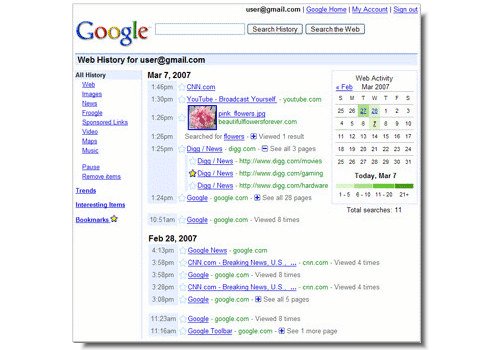 user@gmail.com | Google Home | My Account | Sign out
Google
Search History Search the Web
Web History for user@gmail.com
All History
Web
Images
News
Froogle
Sponsored Links
Video
Maps
Music
Pause
Remove items
Trends
Interesting Items
Bookmarks
Mar 7, 2007
1:46pm CNN.com
1:30pm YouTube - Broadcast Yourself - youtube.com
1:26pm pink_flowers.jpg
beautifulflowersforever.com
1:26pm Searched for flowers - Viewed 1 result
1:25pm Digg / News - digg.com - See all 3 pages
Digg / News - http://www.digg.com/movies
Digg / News - http://www.digg.com/gaming
Digg / News - http://www.digg.com/hardware
1:24pm Google - google.com - See all 28 pages
10:51am Google - google.com - Viewed 8 times
Feb 28, 2007
4:13pm Google News - google.com
3:58pm CNN.com - Breaking News, U.S., ... - cnn.com - Viewed 4 times
3:58pm Google - google.com - Viewed 8 times
3:28pm CNN.com - Breaking News, U.S., ... - cnn.com - Viewed 4 times
3:08pm Google - google.com - See all 5 pages
11:23am Google - google.com - Viewed 8 times
11:16am Google Toolbar - google.com - See 1 more page
Web Activity
« Feb Mar 2007
S M T W T F S
25 26 27 28 1 2 3
4 5 6 7 8 9 10
11 12 13 14 15 16 17
18 19 20 21 22 23 24
25 26 27 28 29 30 31
Today, Mar 7
1 - 5 6-10 11-20 21+
Total searches: 11